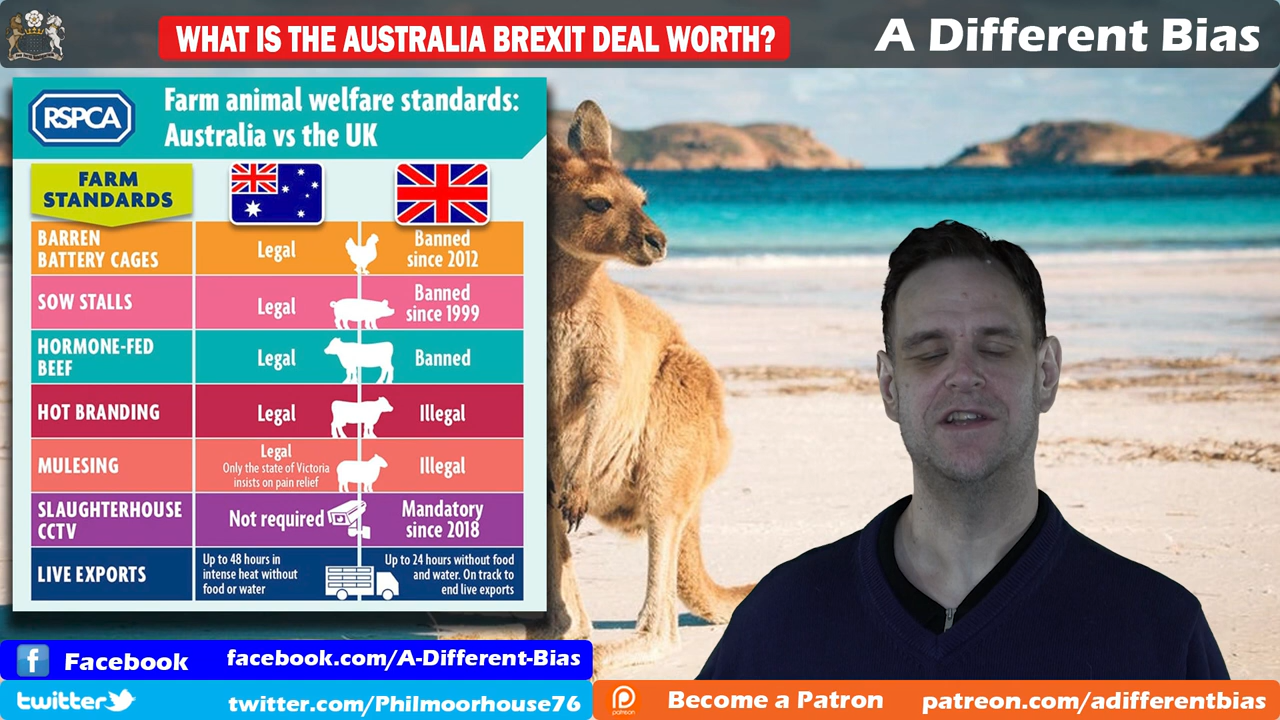 WHAT IS THE AUSTRALIA BREXIT DEAL WORTH?
A Different Bias
RSPCA
Farm animal welfare standards:
Australia vs the UK
FARM
STANDARDS
BARREN
BATTERY CAGES
Legal
Banned
since 2012
SOW STALLS
Legal
Banned
since 1999
HORMONE-FED
BEEF
Legal
Banned
HOT BRANDING
Legal
Illegal
MULESING
Legal
Only the state of Victoria
insists on pain relief
Illegal
SLAUGHTERHOUSE
CCTV
Not required
Mandatory
since 2018
LIVE EXPORTS
Up to 48 hours in
intense heat without
food or water
Up to 24 hours without food
and water. On track to
end live exports
Facebook
facebook.com/A-Different-Bias
twitter
twitter.com/Philmoorhouse76
patreon
Become a Patron
patreon.com/adifferentbias